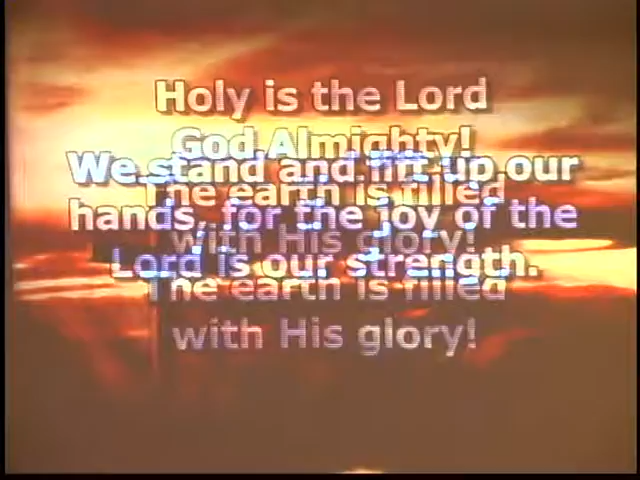 Holy is the Lord
God Almighty!
The earth is filled
with His glory!
The earth is filled
with His glory!
We stand and lift up our
hands, for the joy of the
Lord is our strength.